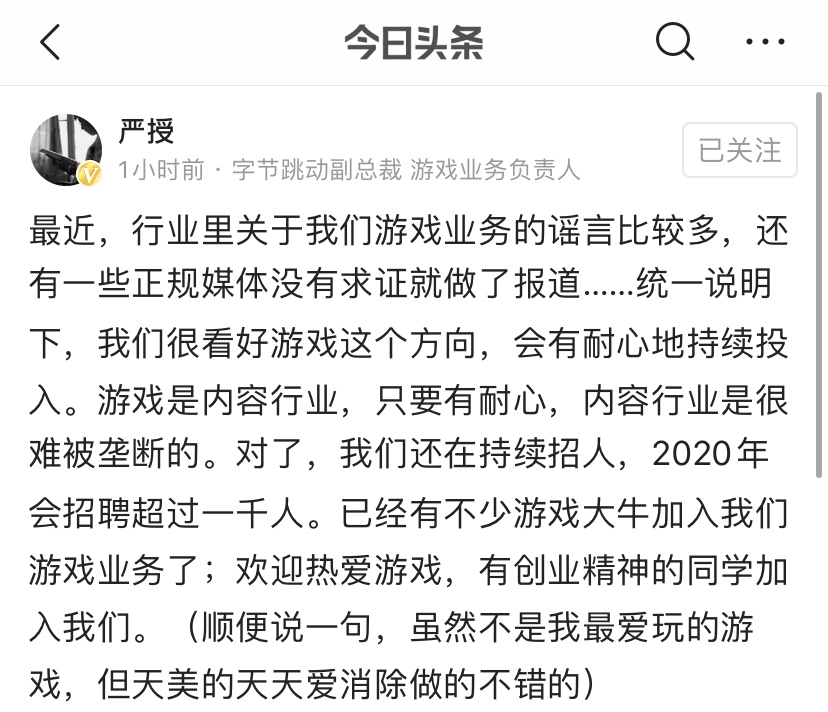 今日头条
严授
1小时前 · 字节跳动副总裁 游戏业务负责人
已关注
最近，行业里关于我们游戏业务的谣言比较多，还
有一些正规媒体没有求证就做了报道……统一说明
下，我们很看好游戏这个方向，会有耐心地持续投
入。游戏是内容行业，只要有耐心，内容行业是很
难被垄断的。对了，我们还在持续招人，2020年
会招聘超过一千人。已经有不少游戏大牛加入我们
游戏业务了；欢迎热爱游戏，有创业精神的同学加
入我们。（顺便说一句，虽然不是我最爱玩的游
戏，但天美的天天爱消除做的不错的）